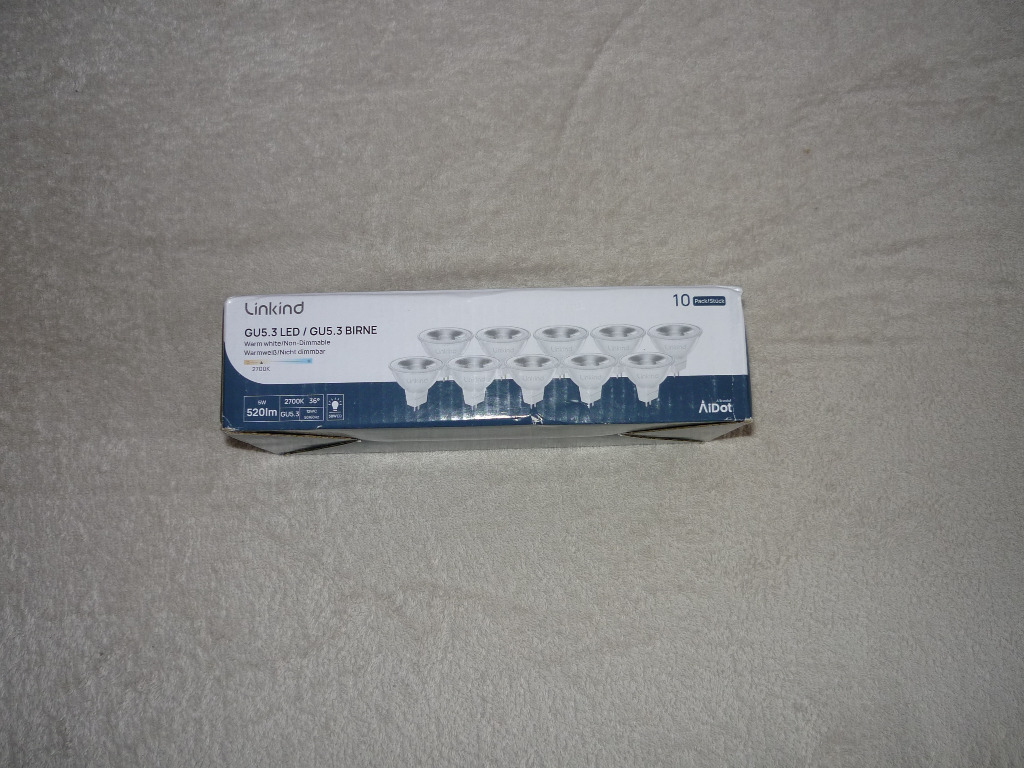 Linkind
10 Pack/Stück
GU5.3 LED / GU5.3 BIRNE
Warm white/Non-Dimmable
Warmweiß/Nicht dimmbar
2700K
5W
520lm
2700K 36°
GU5.3
AiDot